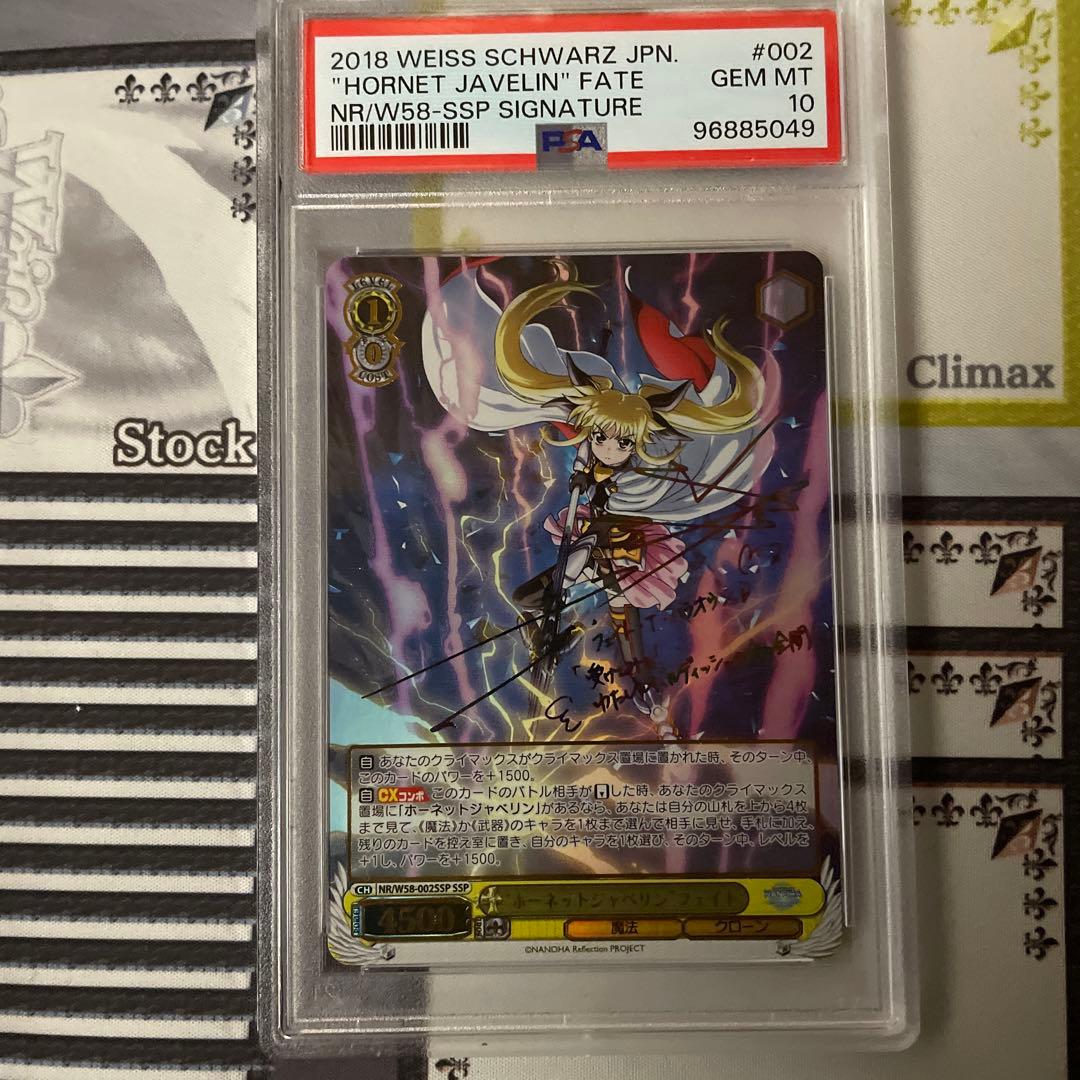 2018 WEISS SCHWARZ JPN. #002
"HORNET JAVELIN" FATE GEM MT
NR/W58-SSP SIGNATURE 10
PSA 96885049
LEVEL
1
0
COST
Climax
Stock
自 あなたのクライマックスがクライマックス置場に置かれた時、そのターン中、
このカードのパワーを+1500。
自 CXコンボ このカードのバトル相手が した時、あなたのクライマックス
置場に「ホーネットジャベリン」があるなら、あなたは自分の山札を上から4枚
まで見て、《魔法》か《武器》のキャラを1枚まで選んで相手に見せ、手札に加え、
残りのカードを控え室に置き、自分のキャラを1枚選び、そのターン中、レベルを
+1し、パワーを+1500。
CH NR/W58-002SSP SSP
"ホーネットジャベリン"フェイト
4500
魔法 クローン
©NANOHA Reflection PROJECT